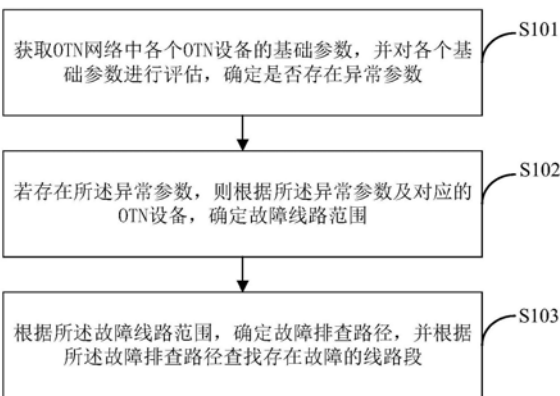 获取OTN网络中各个OTN设备的基础参数，并对各个基
础参数进行评估，确定是否存在异常参数
S101
若存在所述异常参数，则根据所述异常参数及对应的
OTN设备，确定故障线路范围
S102
根据所述故障线路范围，确定故障排查路径，并根据
所述故障排查路径查找存在故障的线路段
S103